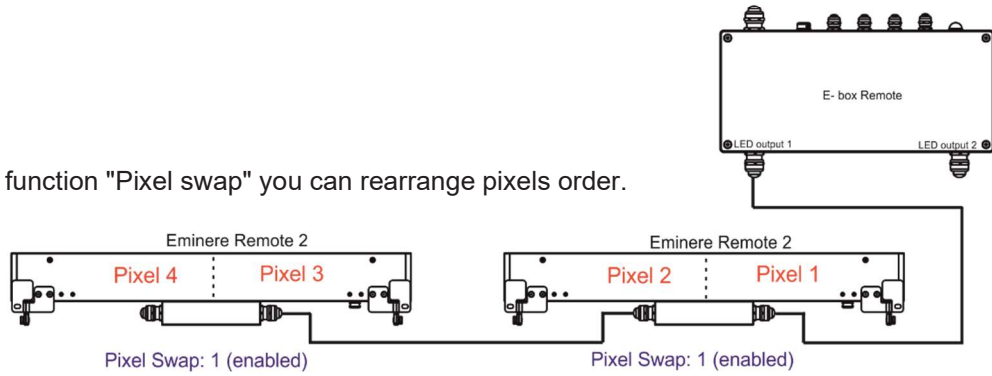 E- box Remote
LED output 1
LED output 2
function "Pixel swap" you can rearrange pixels order.
Eminere Remote 2
Eminere Remote 2
Pixel 4
Pixel 3
Pixel 2
Pixel 1
Pixel Swap: 1 (enabled)
Pixel Swap: 1 (enabled)